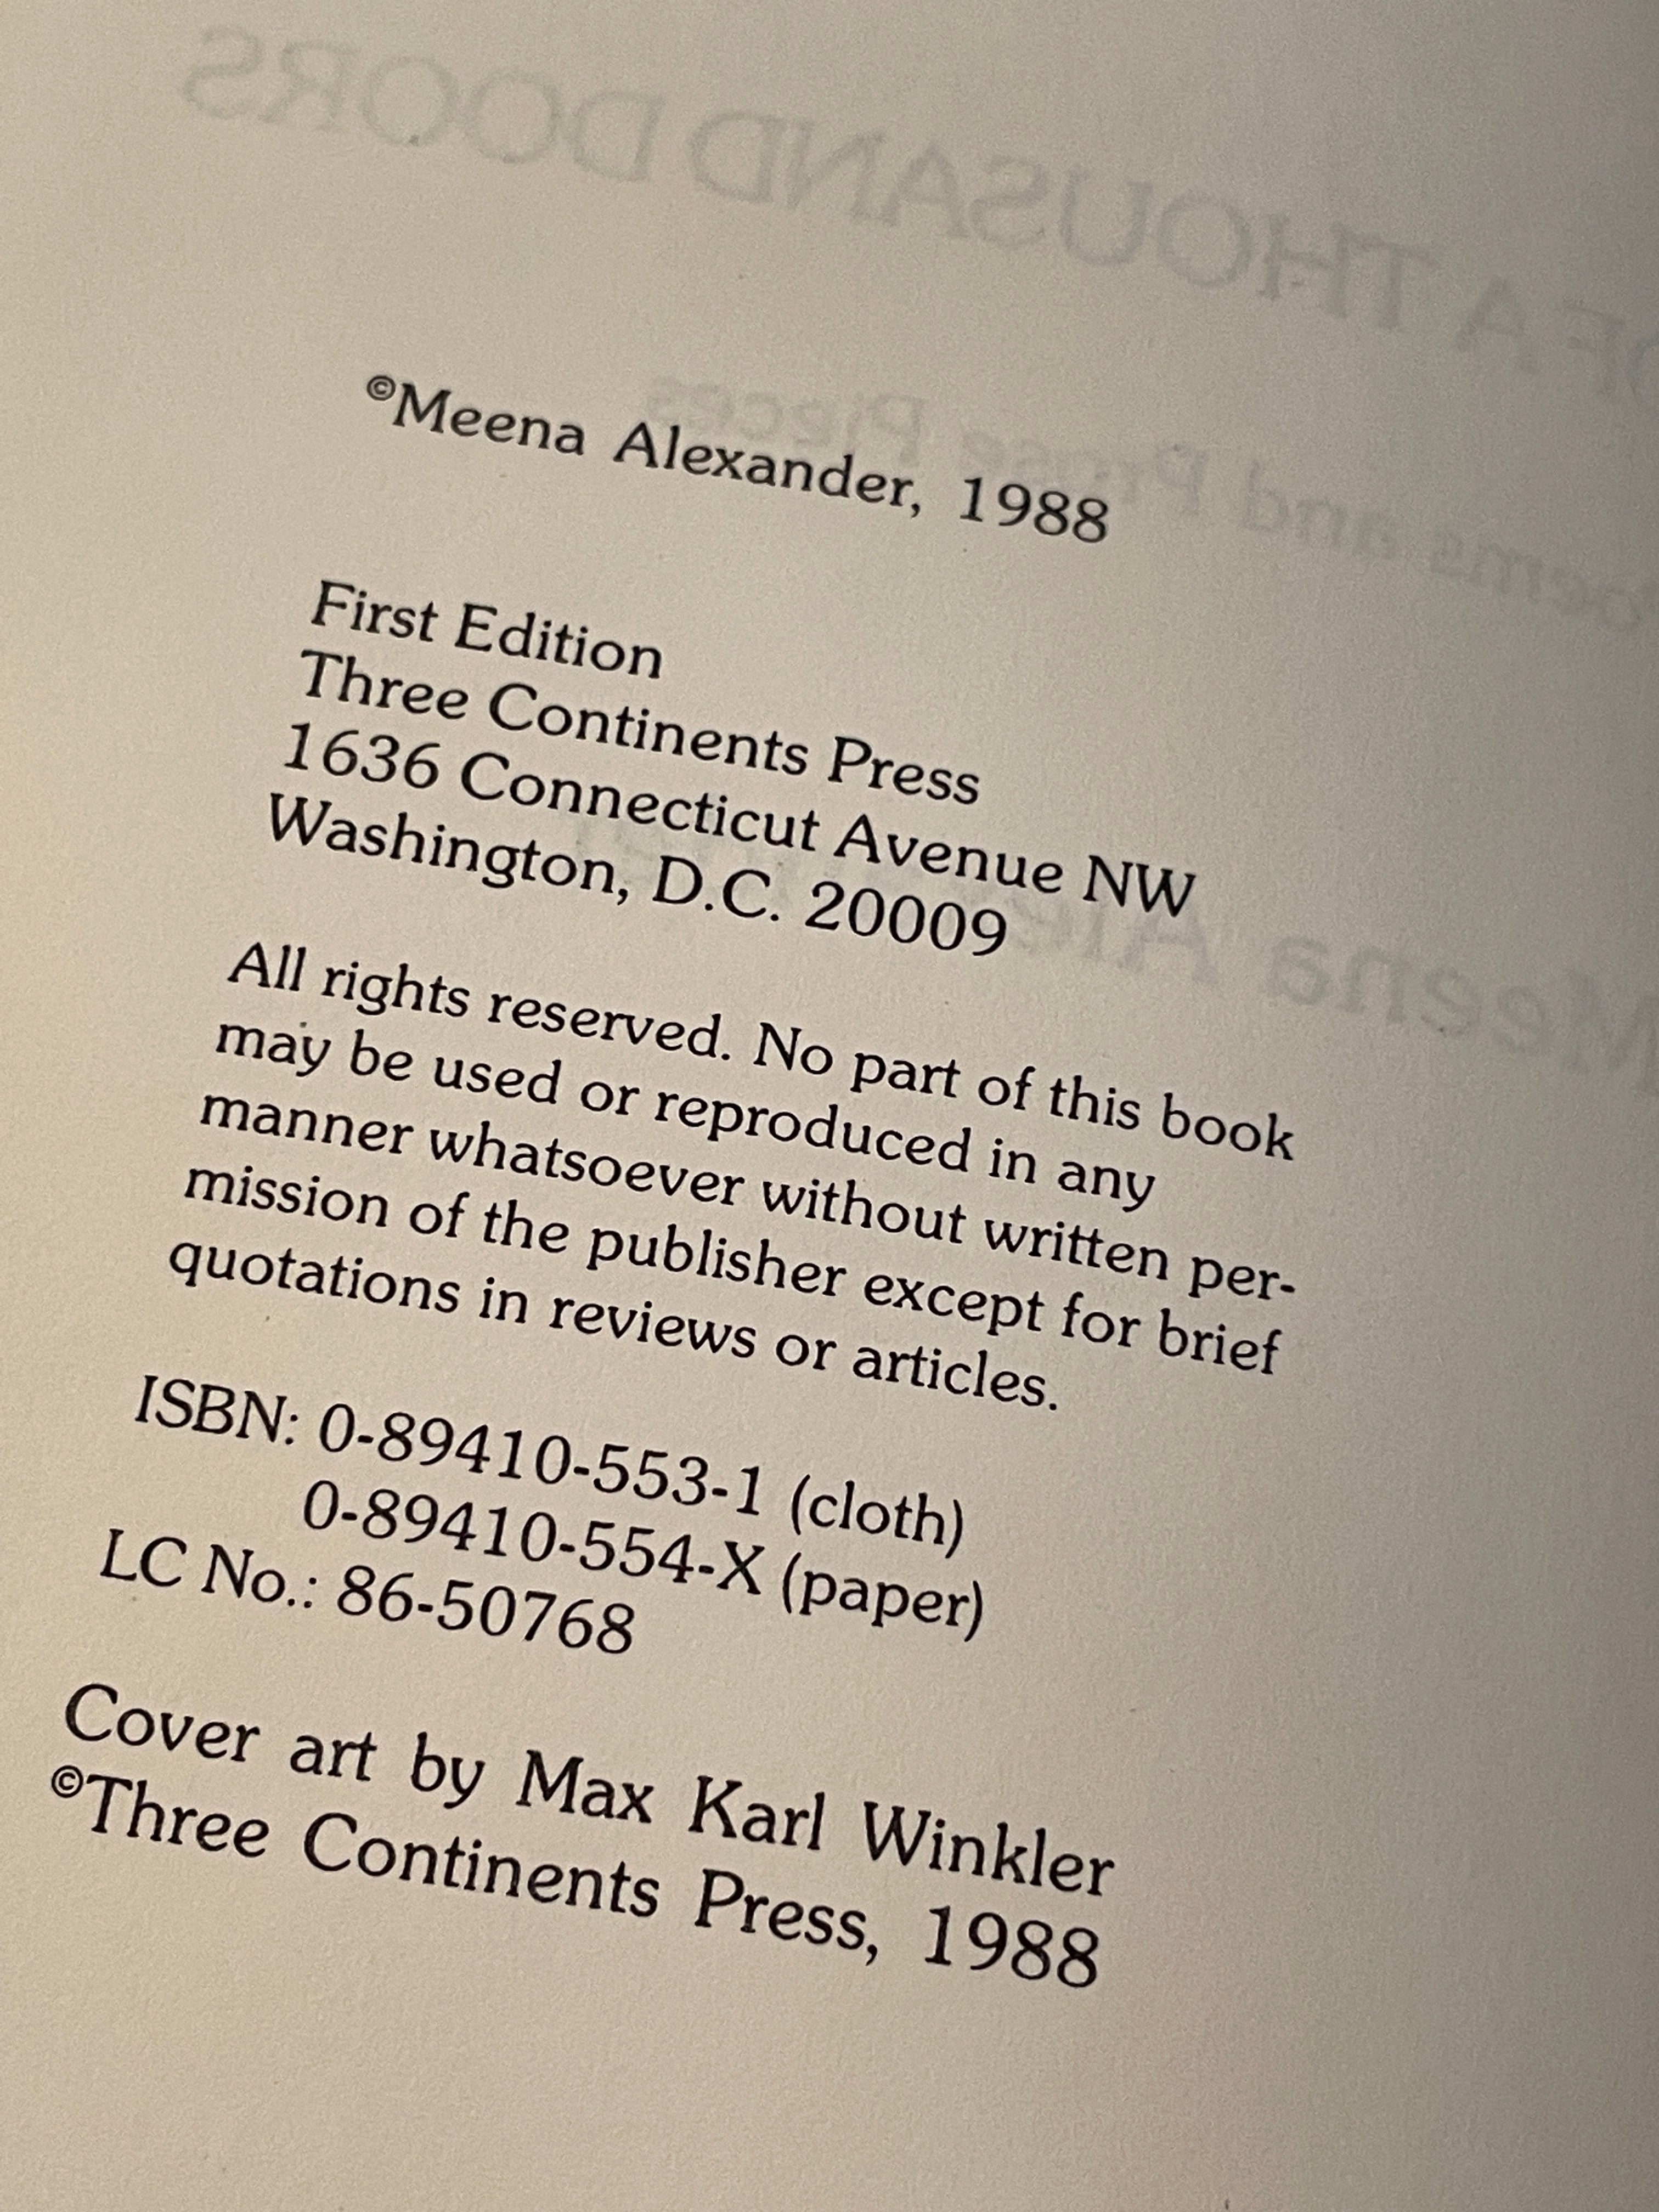 ©Meena Alexander, 1988
First Edition
Three Continents Press
1636 Connecticut Avenue NW
Washington, D.C. 20009
All rights reserved. No part of this book
may be used or reproduced in any
manner whatsoever without written per-
mission of the publisher except for brief
quotations in reviews or articles.
ISBN: 0-89410-553-1 (cloth)
0-89410-554-X (paper)
LC No.: 86-50768
Cover art by Max Karl Winkler
©Three Continents Press, 1988